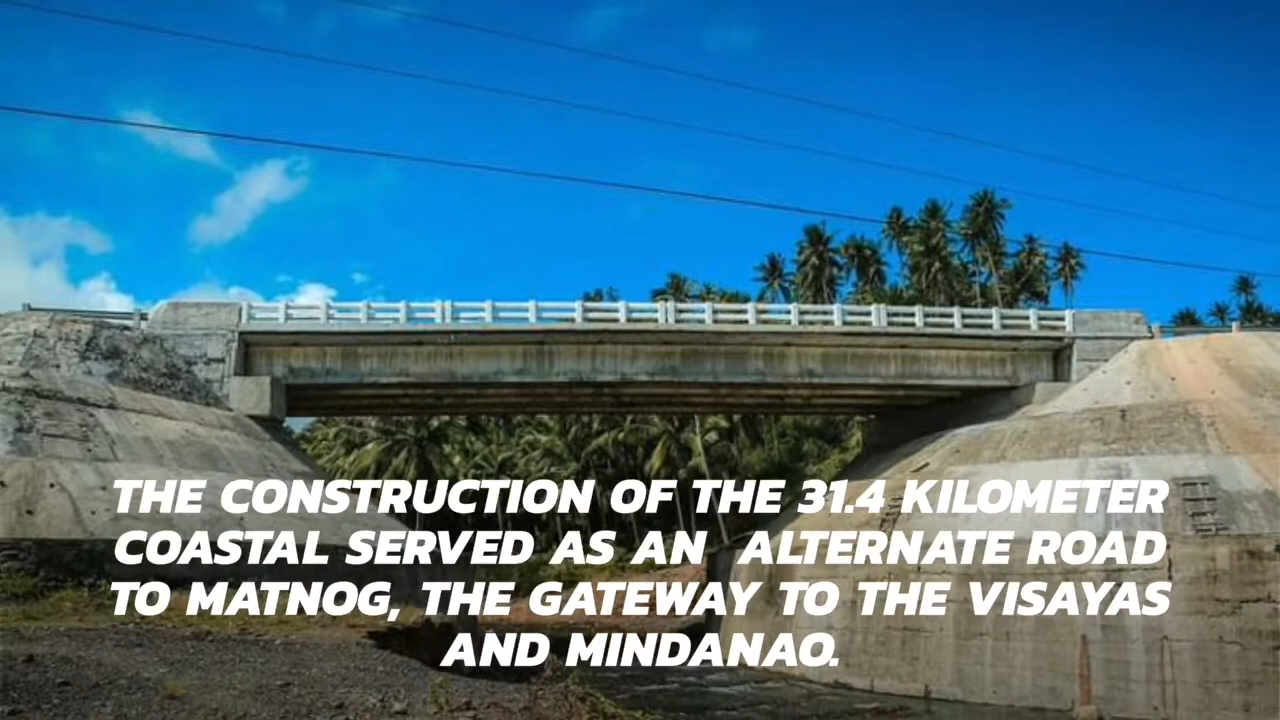 THE CONSTRUCTION OF THE 31.4 KILOMETER
COASTAL SERVED AS AN ALTERNATE ROAD
TO MATNOG, THE GATEWAY TO THE VISAYAS
AND MINDANAO.